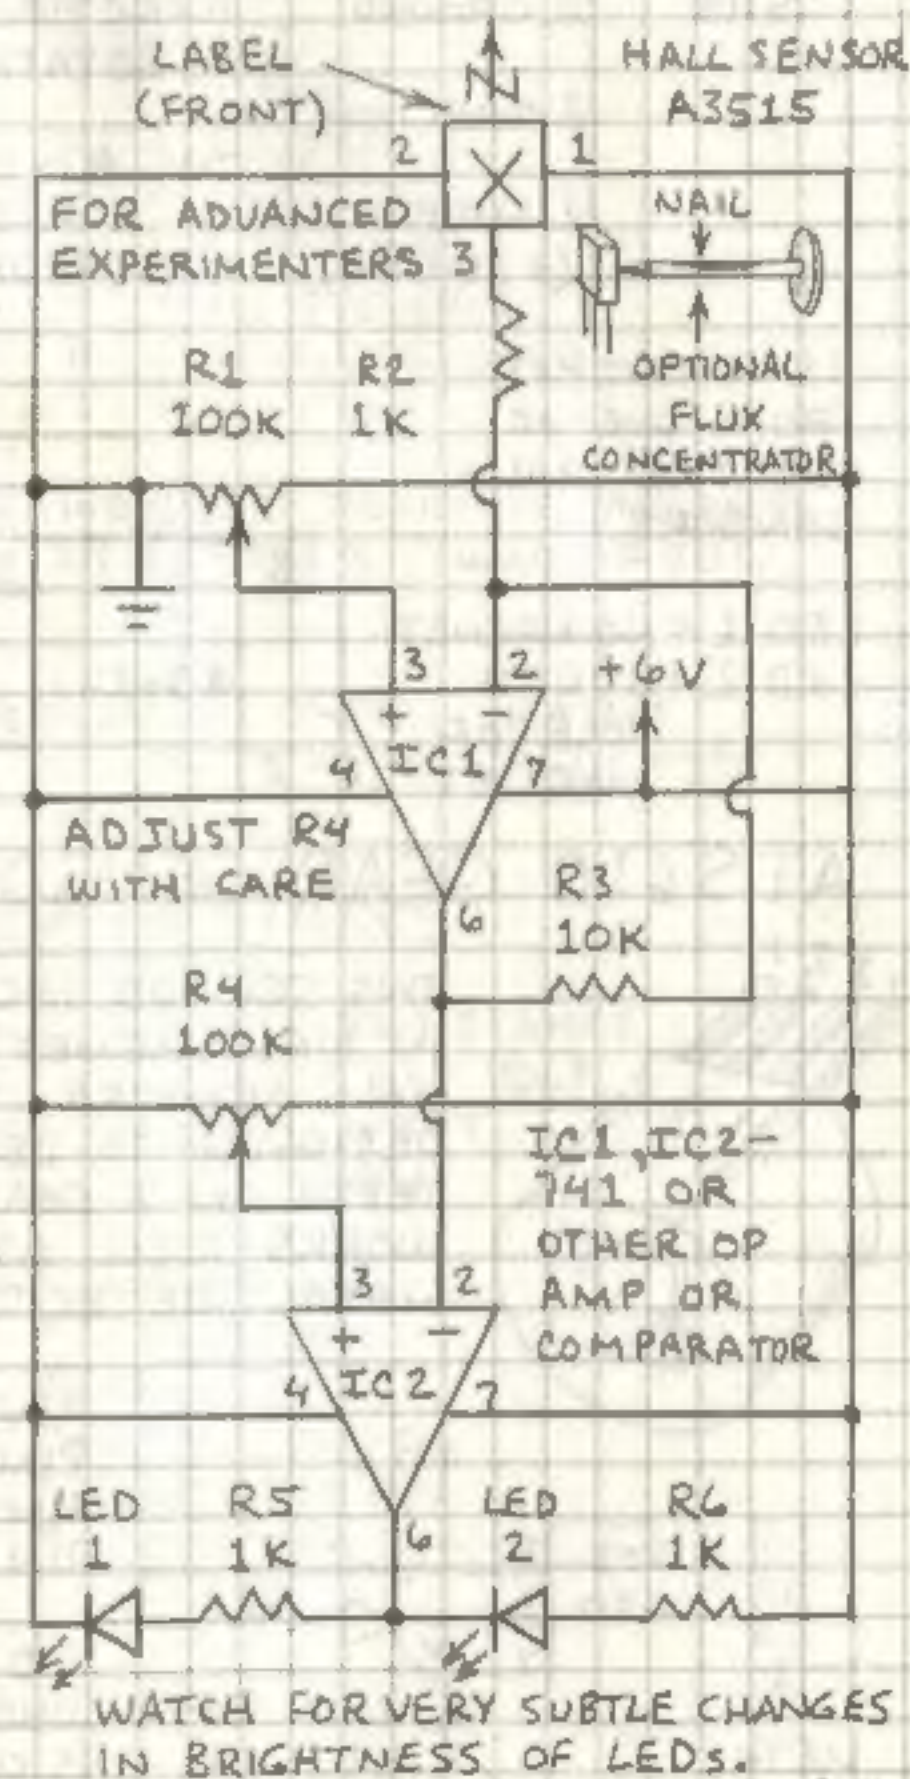 LABEL
(FRONT)
N
HALL SENSOR
A3515
2
1
X
FOR ADVANCED
EXPERIMENTERS
3
NAIL
OPTIONAL
FLUX
CONCENTRATOR
R1
100K
R2
1K
3
2
+6V
+
-
IC1
4
7
ADJUST R4
WITH CARE
6
R3
10K
R4
100K
IC1, IC2-
741 OR
OTHER OP
AMP OR
COMPARATOR
3
2
+
-
IC2
4
7
LED
1
R5
1K
6
LED
2
R6
1K
WATCH FOR VERY SUBTLE CHANGES
IN BRIGHTNESS OF LEDs.